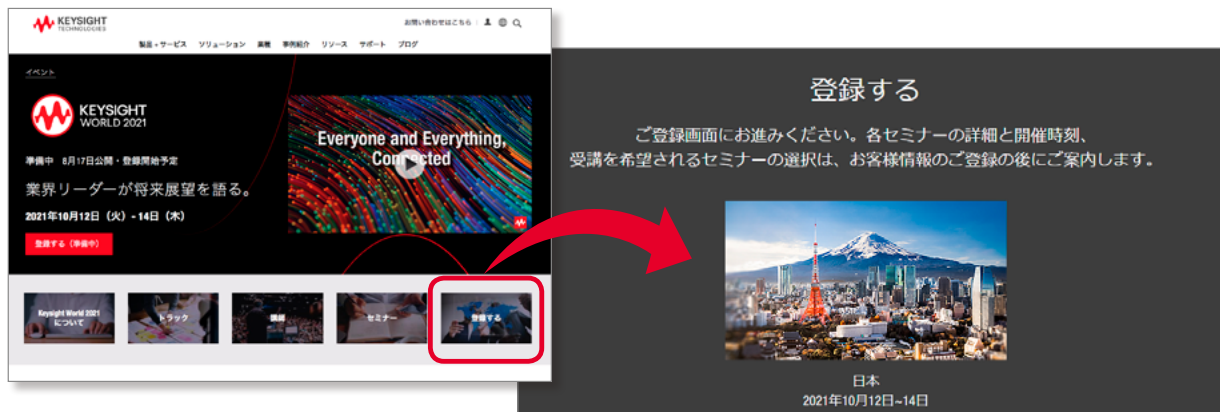 KEYSIGHT
TECHNOLOGIES
お問い合わせはこちら
製品・サービス ソリューション 業種 事例紹介 リソース サポート ブログ
イベント
KEYSIGHT
WORLD 2021
準備中 8月17日公開・登録開始予定
業界リーダーが将来展望を語る。
2021年10月12日（火）- 14日（木）
登録する（準備中）
Everyone and Everything,
Connected
Keysight World 2021
について
トラック
講師
セミナー
登録する
登録する
ご登録画面にお進みください。各セミナーの詳細と開催時刻、
受講を希望されるセミナーの選択は、お客様情報のご登録の後にご案内します。
日本
2021年10月12日~14日